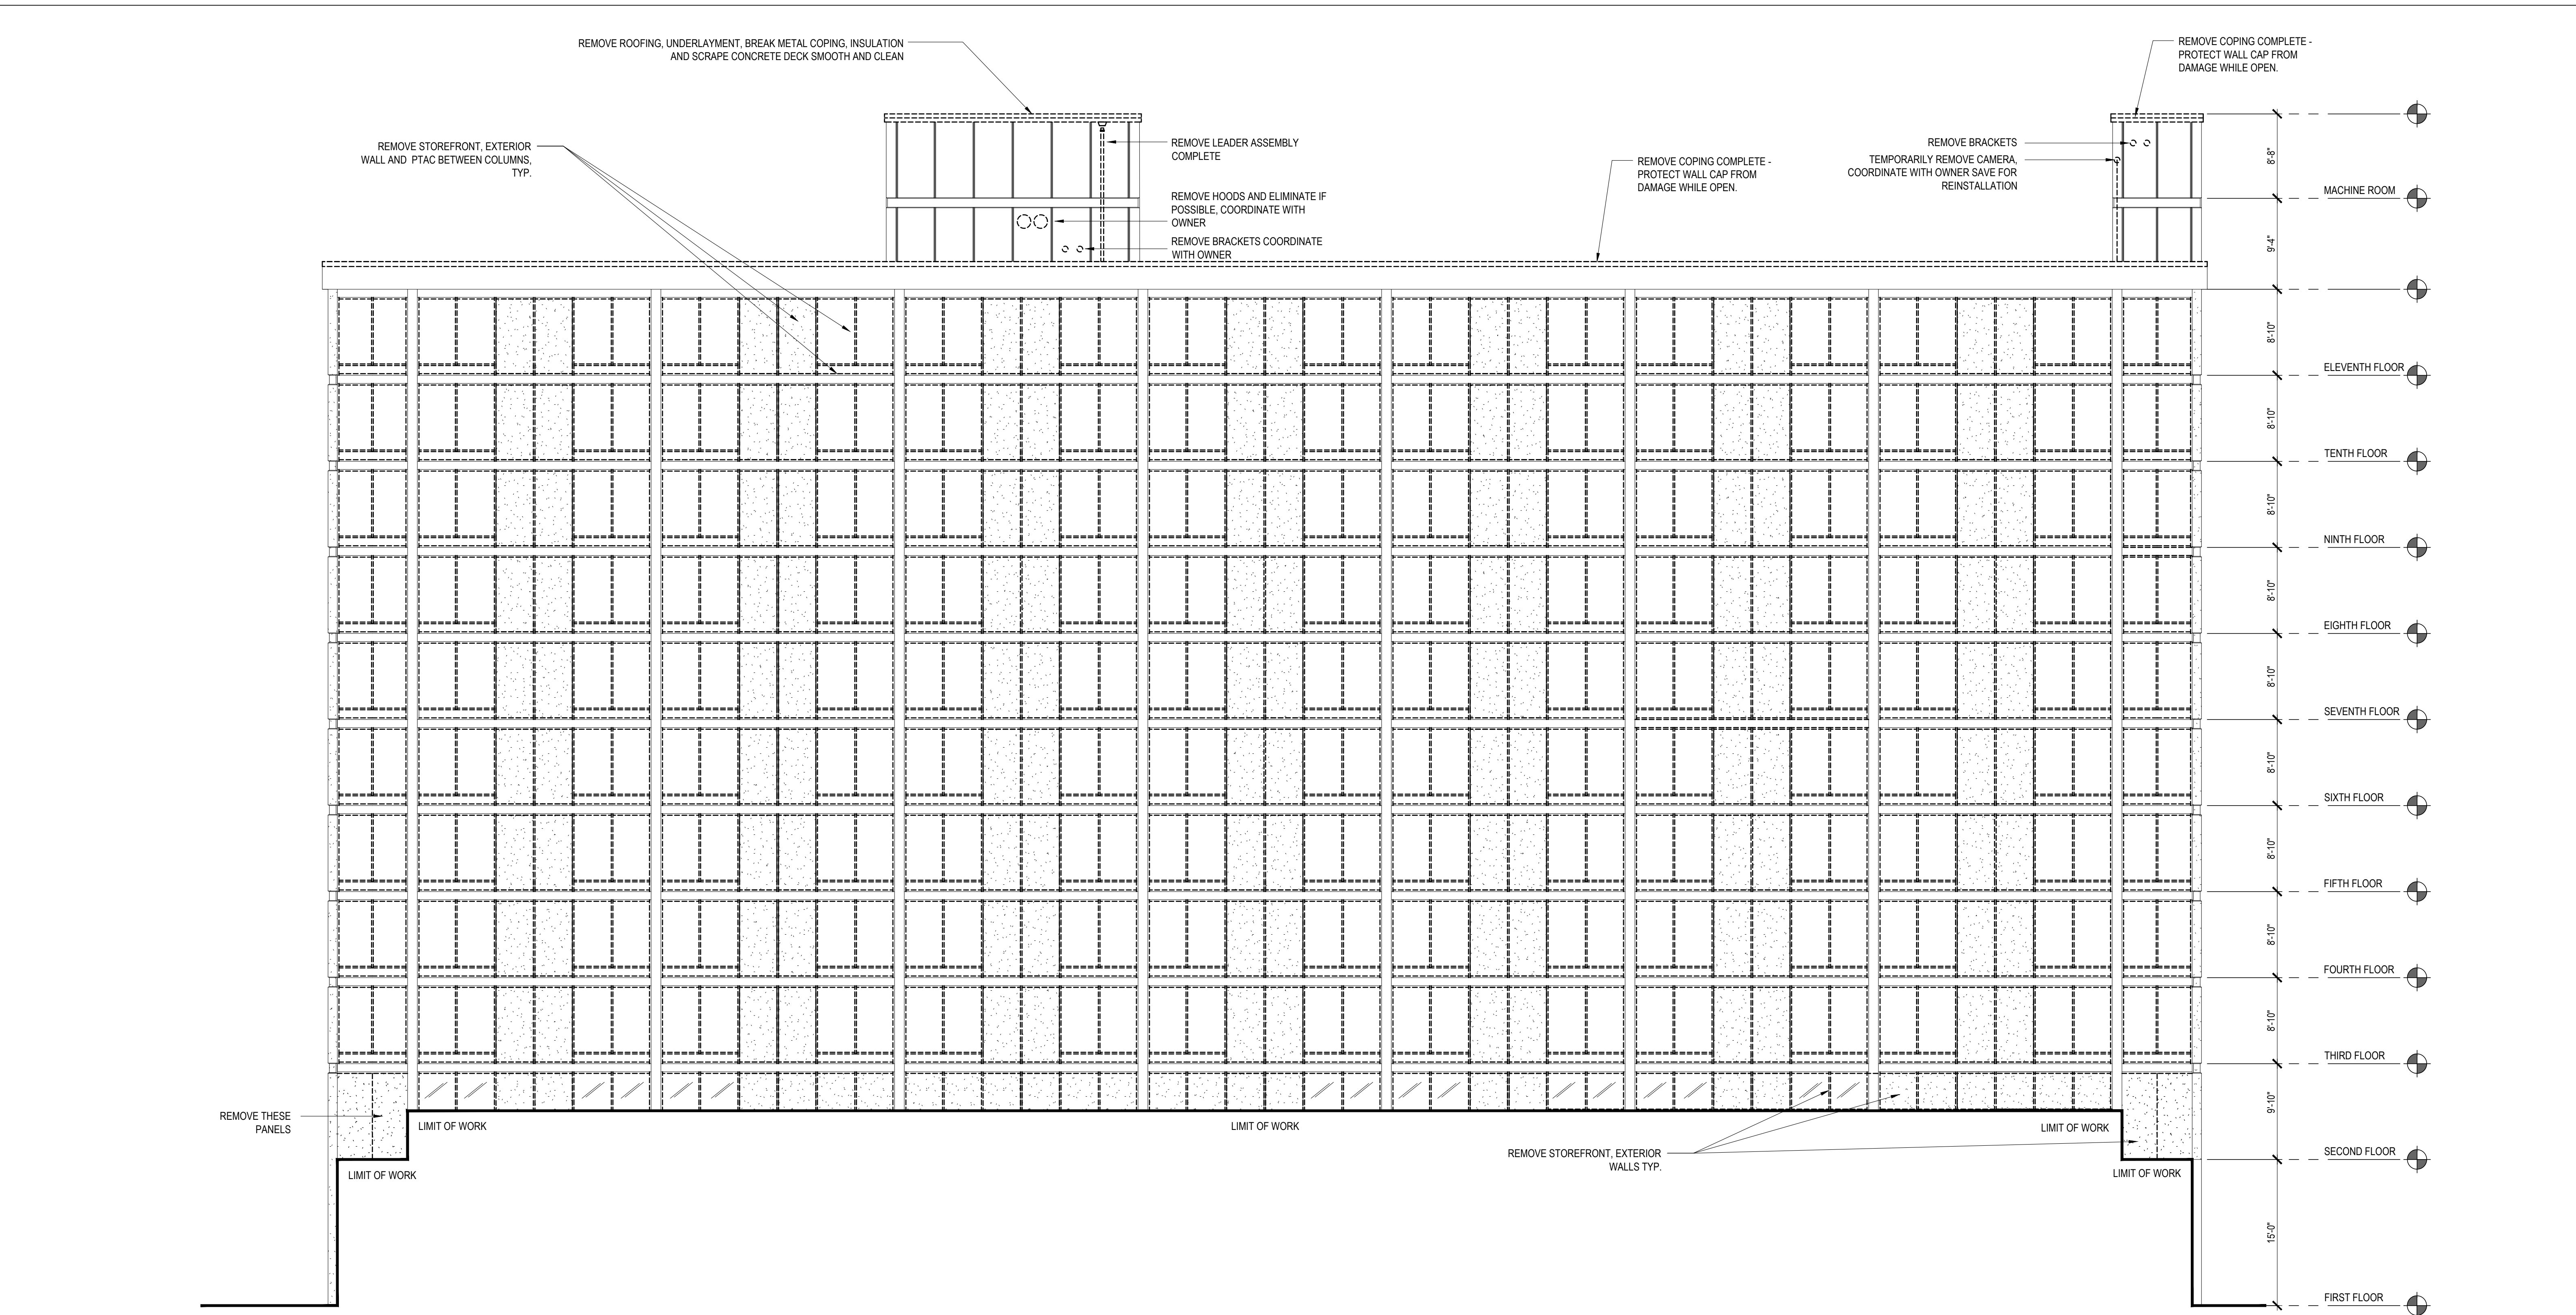 REMOVE ROOFING, UNDERLAYMENT, BREAK METAL COPING, INSULATION
AND SCRAPE CONCRETE DECK SMOOTH AND CLEAN
REMOVE COPING COMPLETE -
PROTECT WALL CAP FROM
DAMAGE WHILE OPEN.
REMOVE STOREFRONT, EXTERIOR
WALL AND PTAC BETWEEN COLUMNS,
TYP.
REMOVE LEADER ASSEMBLY
COMPLETE
REMOVE HOODS AND ELIMINATE IF
POSSIBLE, COORDINATE WITH
OWNER
REMOVE BRACKETS COORDINATE
WITH OWNER
REMOVE COPING COMPLETE -
PROTECT WALL CAP FROM
DAMAGE WHILE OPEN.
REMOVE BRACKETS
TEMPORARILY REMOVE CAMERA,
COORDINATE WITH OWNER SAVE FOR
REINSTALLATION
8'-8"
MACHINE ROOM
9'-4"
8'-10"
ELEVENTH FLOOR
8'-10"
TENTH FLOOR
8'-10"
NINTH FLOOR
8'-10"
EIGHTH FLOOR
8'-10"
SEVENTH FLOOR
8'-10"
SIXTH FLOOR
8'-10"
FIFTH FLOOR
8'-10"
FOURTH FLOOR
8'-10"
THIRD FLOOR
9'-10"
SECOND FLOOR
15'-0"
FIRST FLOOR
REMOVE THESE
PANELS
LIMIT OF WORK
LIMIT OF WORK
LIMIT OF WORK
REMOVE STOREFRONT, EXTERIOR
WALLS TYP.
LIMIT OF WORK
LIMIT OF WORK